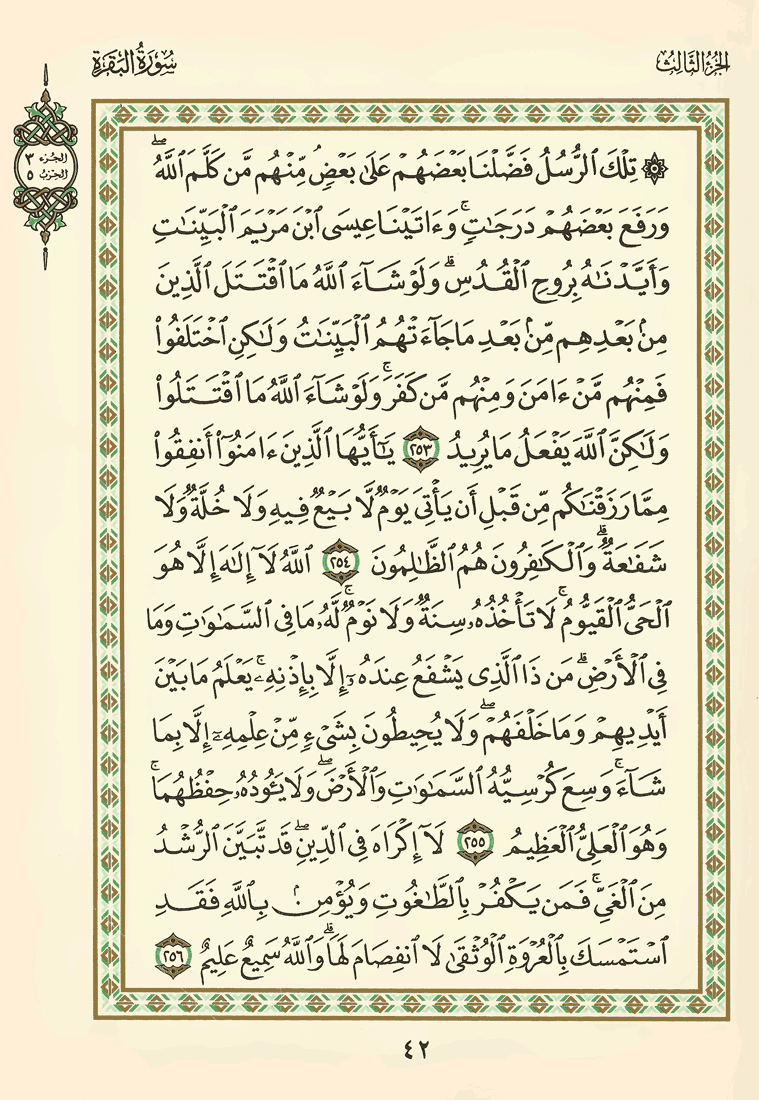 الجزء الثالث
سورة البقرة
الجزء ٣
الحزب ٥
۞ تِلْكَ ٱلرُّسُلُ فَضَّلْنَا بَعْضَهُمْ عَلَىٰ بَعْضٍۘ مِّنْهُم مَّن كَلَّمَ ٱللَّهُۖ
وَرَفَعَ بَعْضَهُمْ دَرَجَٰتٍۚ وَءَاتَيْنَا عِيسَى ٱبْنَ مَرْيَمَ ٱلْبَيِّنَٰتِ
وَأَيَّدْنَٰهُ بِرُوحِ ٱلْقُدُسِۗ وَلَوْ شَآءَ ٱللَّهُ مَا ٱقْتَتَلَ ٱلَّذِينَ
مِنۢ بَعْدِهِم مِّنۢ بَعْدِ مَا جَآءَتْهُمُ ٱلْبَيِّنَٰتُ وَلَٰكِنِ ٱخْتَلَفُوا۟
فَمِنْهُم مَّنْ ءَامَنَ وَمِنْهُم مَّن كَفَرَۚ وَلَوْ شَآءَ ٱللَّهُ مَا ٱقْتَتَلُوا۟
وَلَٰكِنَّ ٱللَّهَ يَفْعَلُ مَا يُرِيدُ ٢٥٣ يَٰٓأَيُّهَا ٱلَّذِينَ ءَامَنُوٓا۟ أَنفِقُوا۟
مِمَّا رَزَقْنَٰكُم مِّن قَبْلِ أَن يَأْتِىَ يَوْمٌ لَّا بَيْعٌ فِيهِ وَلَا خُلَّةٌ وَلَا
شَفَٰعَةٌۗ وَٱلْكَٰفِرُونَ هُمُ ٱلظَّٰلِمُونَ ٢٥٤ ٱللَّهُ لَآ إِلَٰهَ إِلَّا هُوَ
ٱلْحَىُّ ٱلْقَيُّومُۚ لَا تَأْخُذُهُۥ سِنَةٌ وَلَا نَوْمٌۚ لَّهُۥ مَا فِى ٱلسَّمَٰوَٰتِ وَمَا
فِى ٱلْأَرْضِۗ مَن ذَا ٱلَّذِى يَشْفَعُ عِندَهُۥٓ إِلَّا بِإِذْنِهِۦۚ يَعْلَمُ مَا بَيْنَ
أَيْدِيهِمْ وَمَا خَلْفَهُمْۖ وَلَا يُحِيطُونَ بِشَىْءٍ مِّنْ عِلْمِهِۦٓ إِلَّا بِمَا
شَآءَۚ وَسِعَ كُرْسِيُّهُ ٱلسَّمَٰوَٰتِ وَٱلْأَرْضَۖ وَلَا يَـُٔودُهُۥ حِفْظُهُمَاۚ
وَهُوَ ٱلْعَلِىُّ ٱلْعَظِيمُ ٢٥٥ لَآ إِكْرَاهَ فِى ٱلدِّينِۖ قَد تَّبَيَّنَ ٱلرُّشْدُ
مِنَ ٱلْغَىِّۚ فَمَن يَكْفُرْ بِٱلطَّٰغُوتِ وَيُؤْمِنۢ بِٱللَّهِ فَقَدِ
ٱسْتَمْسَكَ بِٱلْعُرْوَةِ ٱلْوُثْقَىٰ لَا ٱنفِصَامَ لَهَاۗ وَٱللَّهُ سَمِيعٌ عَلِيمٌ ٢٥٦
٤٢